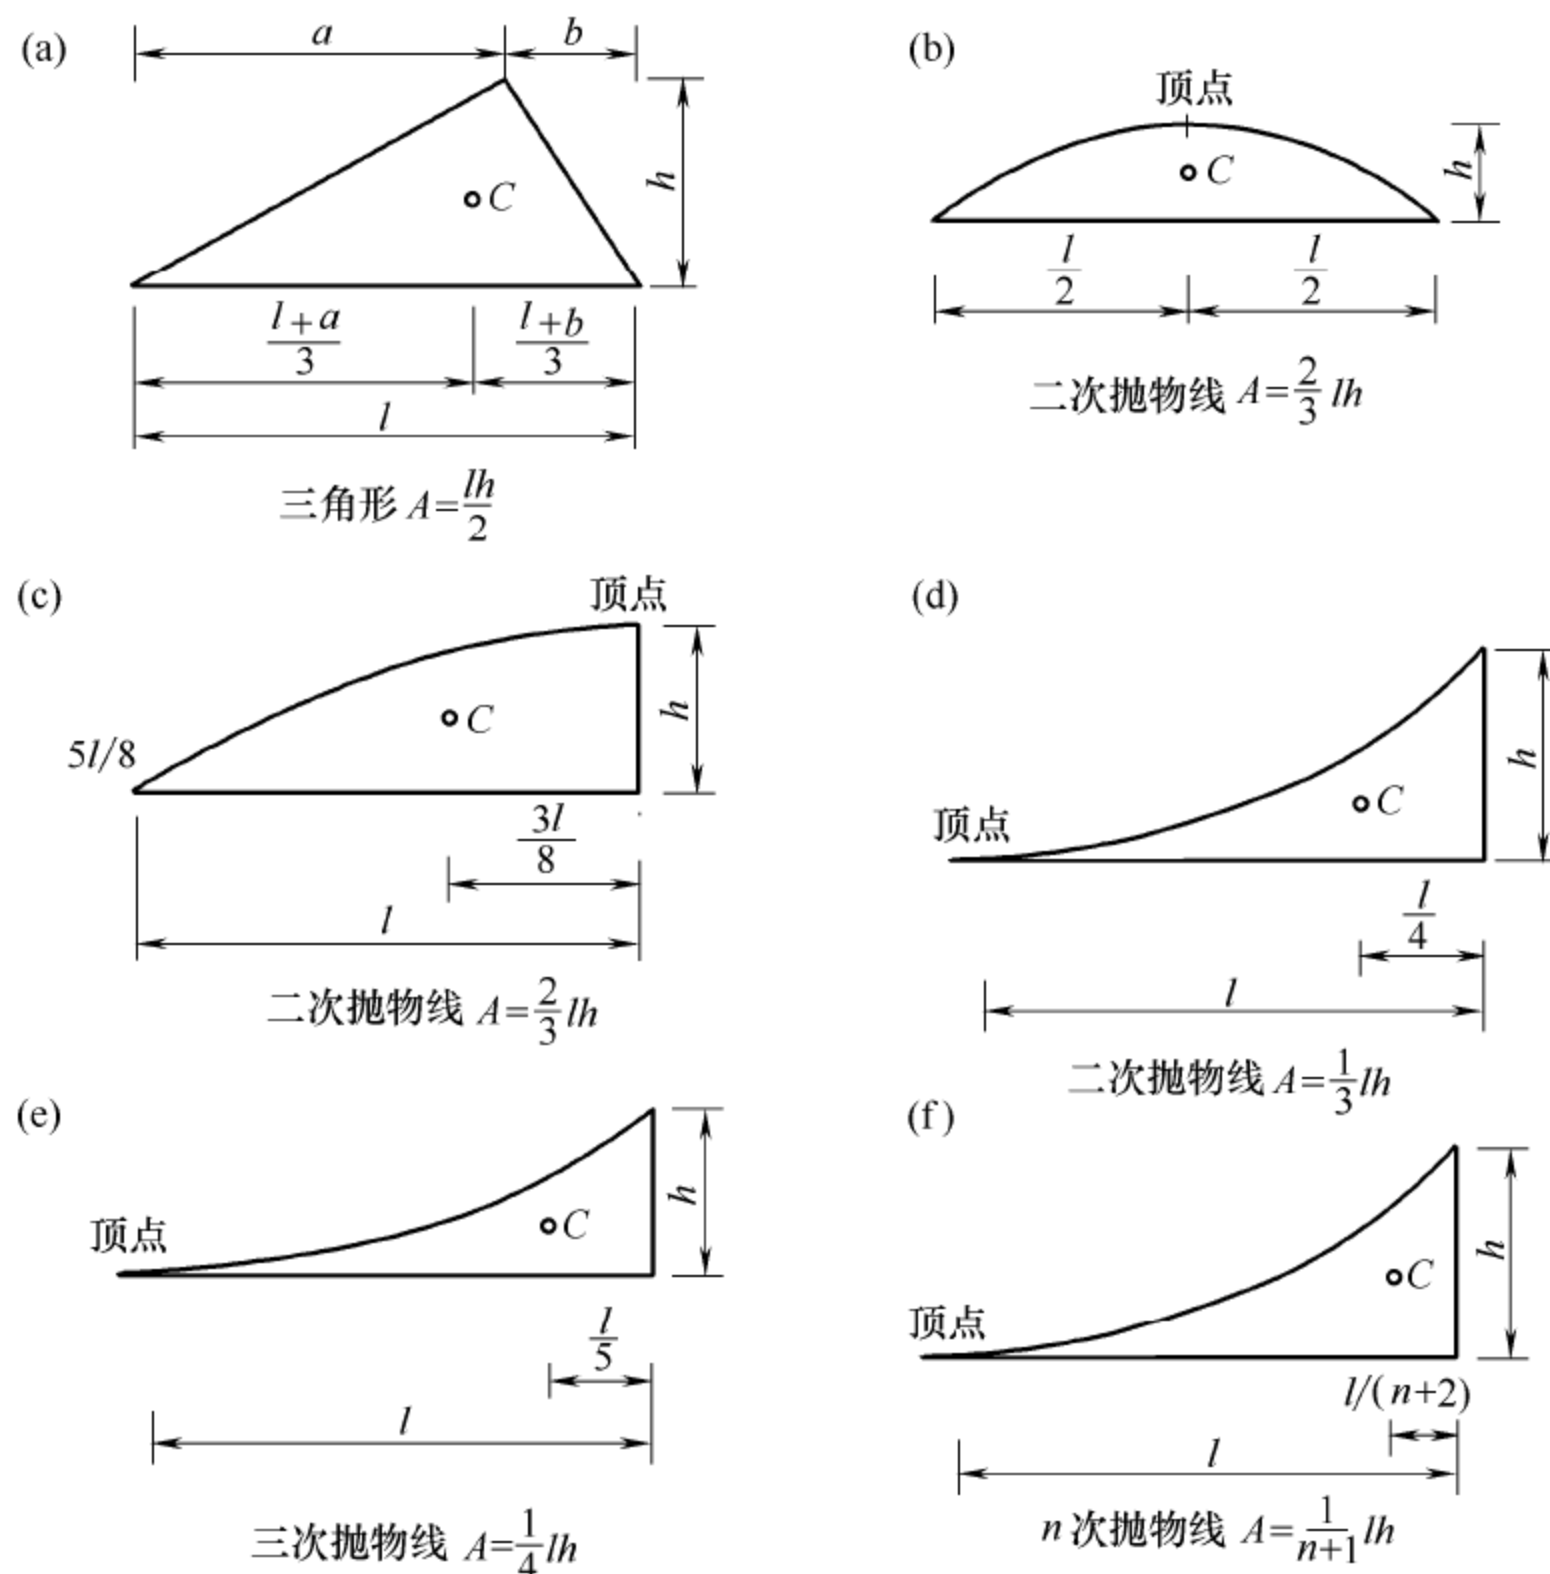 (a)
a
b
h
C
l+a/3
l+b/3
l
三角形 A=lh/2
(b)
顶点
C
h
l/2
l/2
二次抛物线 A=2/3 lh
(c)
顶点
C
h
5l/8
3l/8
l
二次抛物线 A=2/3 lh
(d)
顶点
C
h
l/4
l
二次抛物线 A=1/3 lh
(e)
顶点
C
h
l/5
l
三次抛物线 A=1/4 lh
(f)
顶点
C
h
l/(n+2)
l
n次抛物线 A=1/n+1 lh